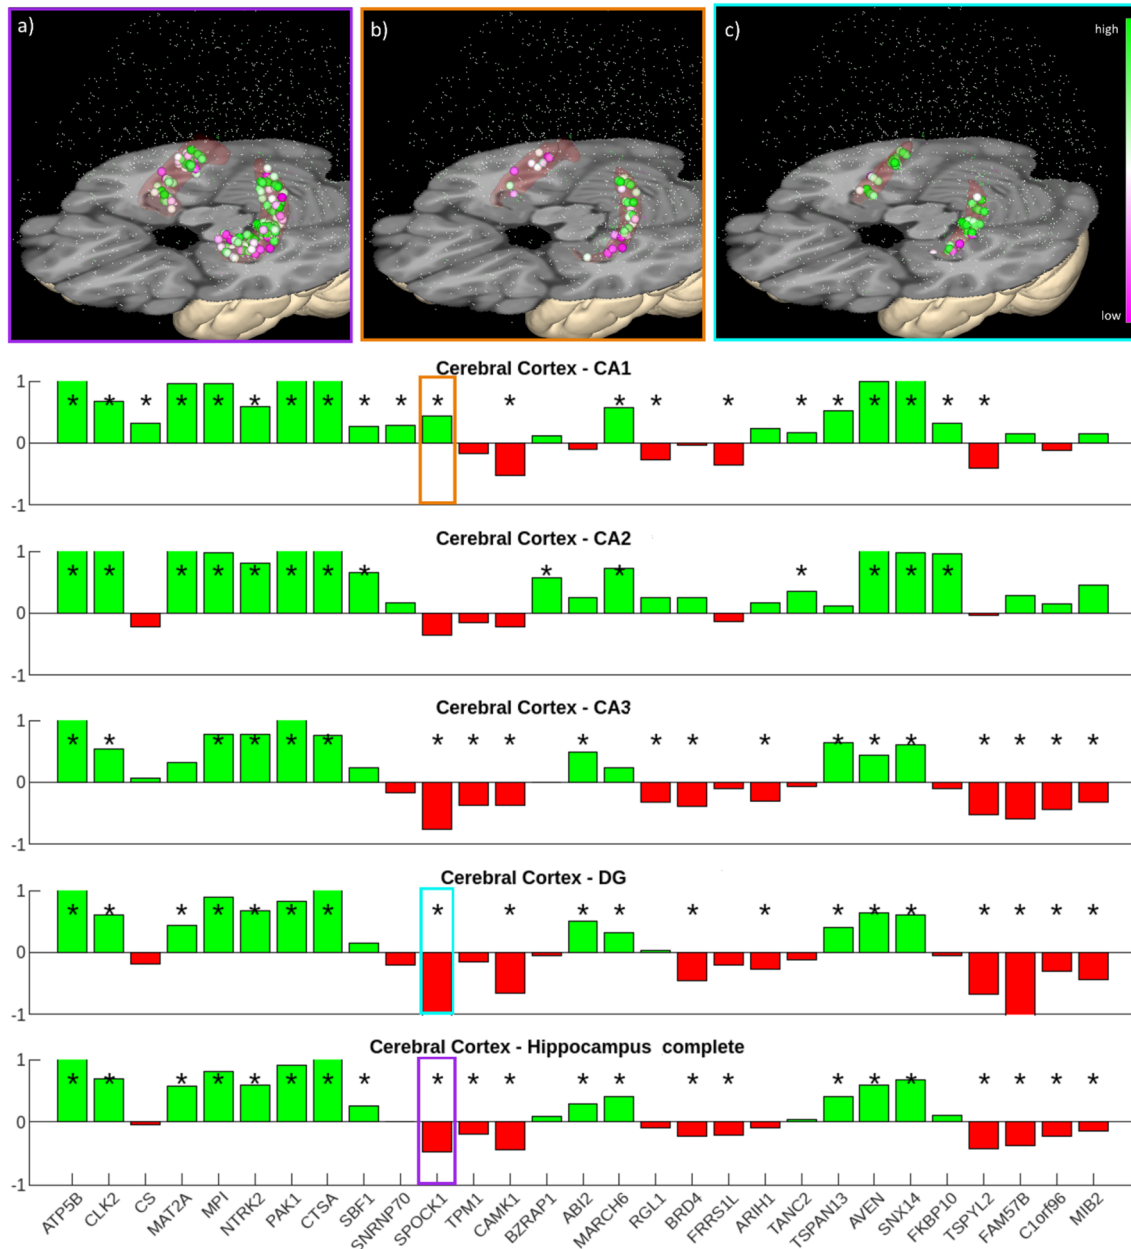 a)
b)
c)
high
low
Cerebral Cortex - CA1
1
* * * * * * * * * * * * * * * * * * * *
0
-1
Cerebral Cortex - CA2
1
* * * * * * * * * * * * * *
0
-1
Cerebral Cortex - CA3
1
* * * * * * * * * * * * * * * * * * * *
0
-1
Cerebral Cortex - DG
1
* * * * * * * * * * * * * * * * * * * *
0
-1
Cerebral Cortex - Hippocampus complete
1
* * * * * * * * * * * * * * * * * * * * *
0
-1
ATP5B
CLK2
CS
MAT2A
MPI
NTRK2
PAK1
CTSA
SBF1
SNRNP70
SPOCK1
TPM1
CAMK1
BZRAP1
ABI2
MARCH6
RGL1
BRD4
FRRS1L
ARIH1
TANC2
TSPAN13
AVEN
SNX14
FKBP10
TSPYL2
FAM57B
C1orf96
MIB2